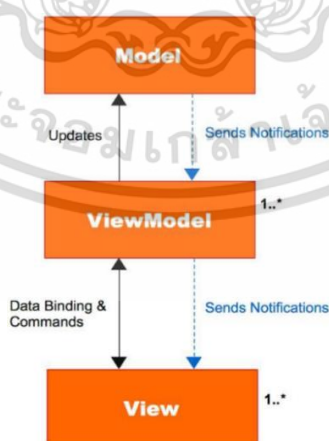 Model
Updates
Sends Notifications
ViewModel
1..*
Data Binding &
Commands
Sends Notifications
View
1..*